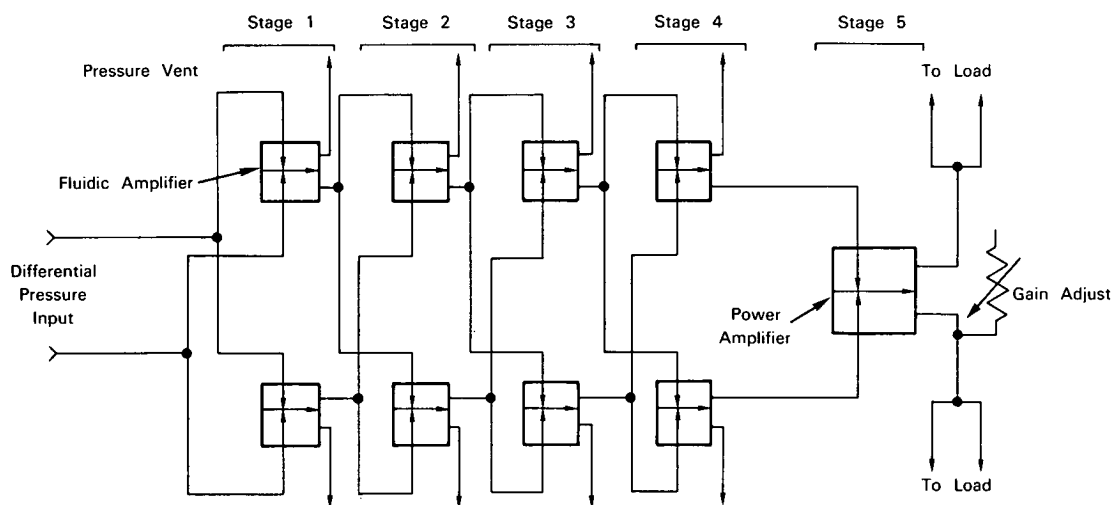 Stage 1
Stage 2
Stage 3
Stage 4
Stage 5
Pressure Vent
To Load
Fluidic Amplifier
Differential
Pressure
Input
Power
Amplifier
Gain Adjust
To Load